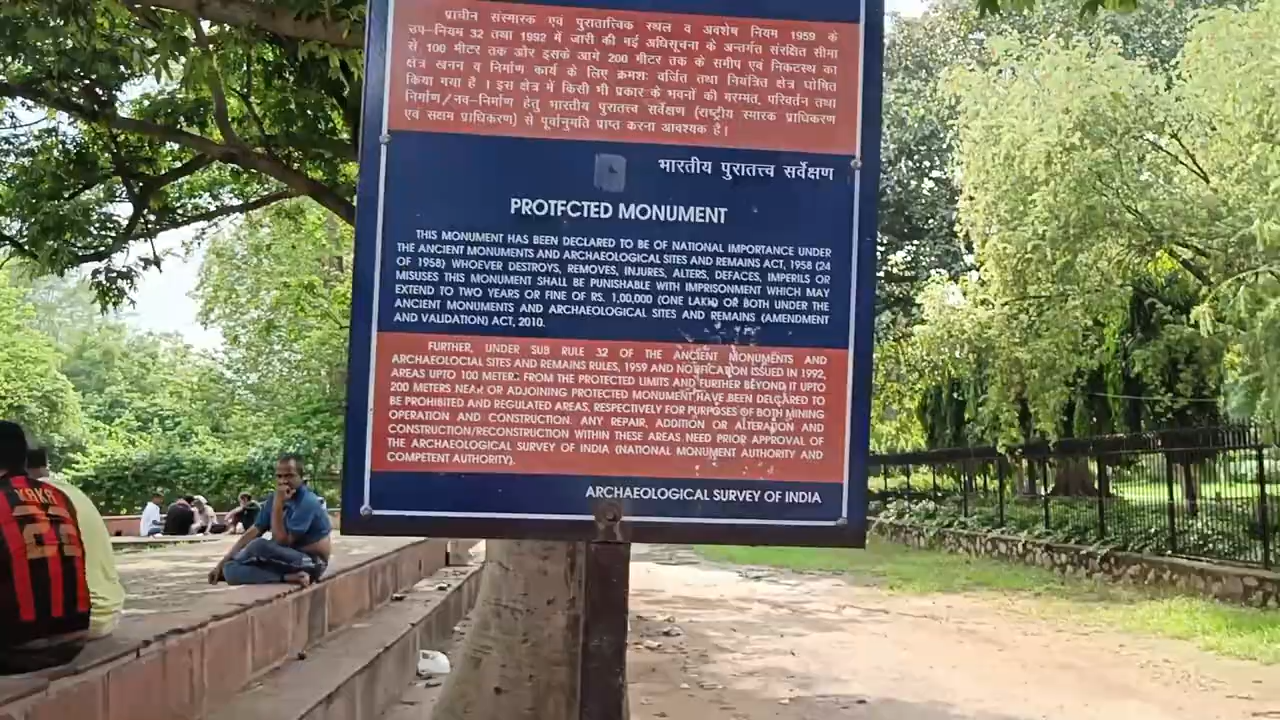 प्राचीन संस्मारक एवं पुरातात्त्विक स्थल व अवशेष नियम 1959 के
उप-नियम 32 तथा 1992 में जारी की गई अधिसूचना के अन्तर्गत संरक्षित सीमा
से 100 मीटर तक और इसके आगे 200 मीटर तक के समीप एवं निकटस्थ का
क्षेत्र खनन व निर्माण कार्य के लिए क्रमशः वर्जित तथा नियंत्रित क्षेत्र घोषित
किया गया है । इस क्षेत्र में किसी भी प्रकार के भवनों की मरम्मत, परिवर्तन तथा
निर्माण/नव-निर्माण हेतु भारतीय पुरातत्त्व सर्वेक्षण (राष्ट्रीय स्मारक प्राधिकरण
एवं सक्षम प्राधिकरण) से पूर्वानुमति प्राप्त करना आवश्यक है।
भारतीय पुरातत्त्व सर्वेक्षण
PROTECTED MONUMENT
THIS MONUMENT HAS BEEN DECLARED TO BE OF NATIONAL IMPORTANCE UNDER
THE ANCIENT MONUMENTS AND ARCHAEOLOGICAL SITES AND REMAINS ACT, 1958 (24
OF 1958) WHOEVER DESTROYS, REMOVES, INJURES, ALTERS, DEFACES, IMPERILS OR
MISUSES THIS MONUMENT SHALL BE PUNISHABLE WITH IMPRISONMENT WHICH MAY
EXTEND TO TWO YEARS OR FINE OF RS. 1,00,000 (ONE LAKH) OR BOTH UNDER THE
ANCIENT MONUMENTS AND ARCHAEOLOGICAL SITES AND REMAINS (AMENDMENT
AND VALIDATION) ACT, 2010.
FURTHER, UNDER SUB RULE 32 OF THE ANCIENT MONUMENTS AND
ARCHAEOLOCIAL SITES AND REMAINS RULES, 1959 AND NOTIFICATION ISSUED IN 1992,
AREAS UPTO 100 METERS FROM THE PROTECTED LIMITS AND FURTHER BEYOND IT UPTO
200 METERS NEAR OR ADJOINING PROTECTED MONUMENT HAVE BEEN DELCARED TO
BE PROHIBITED AND REGULATED AREAS, RESPECTIVELY FOR PURPOSES OF BOTH MINING
OPERATION AND CONSTRUCTION. ANY REPAIR, ADDITION OR ALTERATION AND
CONSTRUCTION/RECONSTRUCTION WITHIN THESE AREAS NEED PRIOR APPROVAL OF
THE ARCHAEOLOGICAL SURVEY OF INDIA (NATIONAL MONUMENT AUTHORITY AND
COMPETENT AUTHORITY).
ARCHAEOLOGICAL SURVEY OF INDIA
KAKA
22